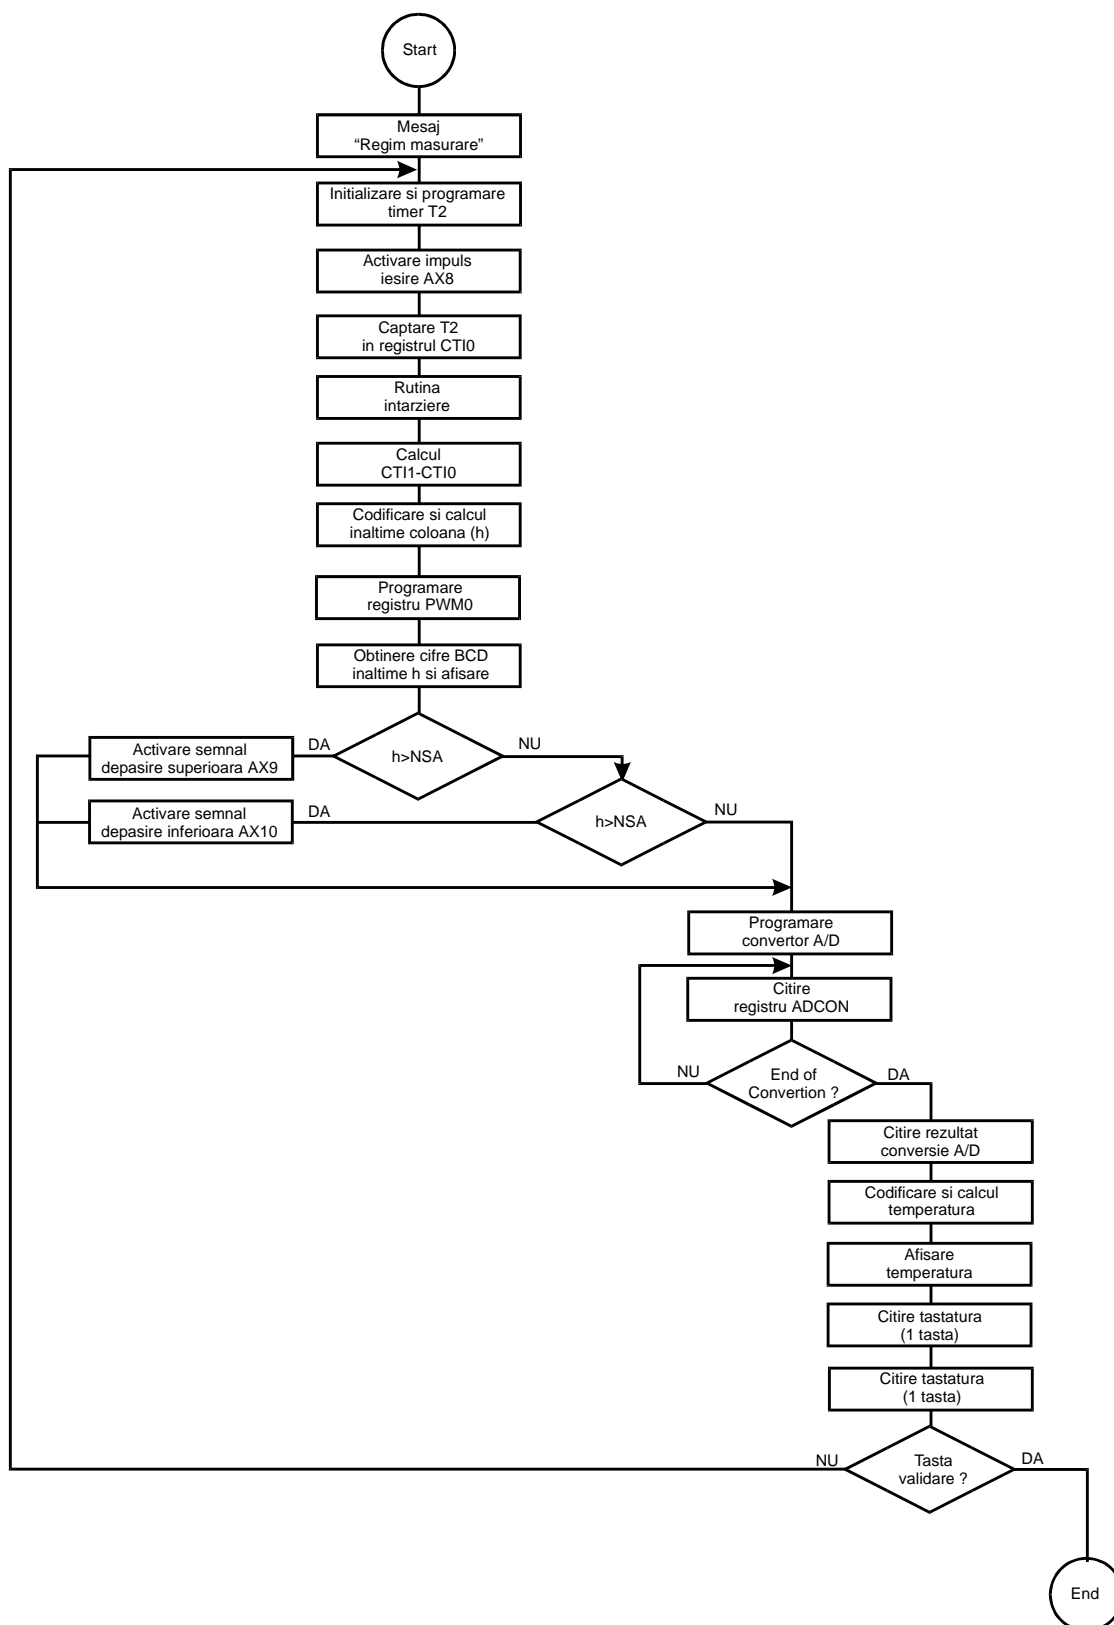 Start
Mesaj
“Regim masurare”
Initializare si programare
timer T2
Activare impuls
iesire AX8
Captare T2
in registrul CTI0
Rutina
intarziere
Calcul
CTI1-CTI0
Codificare si calcul
inaltime coloana (h)
Programare
registru PWM0
Obtinere cifre BCD
inaltime h si afisare
h>NSA
DA
NU
Activare semnal
depasire superioara AX9
h>NSA
DA
NU
Activare semnal
depasire inferioara AX10
Programare
convertor A/D
Citire
registru ADCON
End of
Convertion ?
NU
DA
Citire rezultat
conversie A/D
Codificare si calcul
temperatura
Afisare
temperatura
Citire tastatura
(1 tasta)
Citire tastatura
(1 tasta)
Tasta
validare ?
NU
DA
End